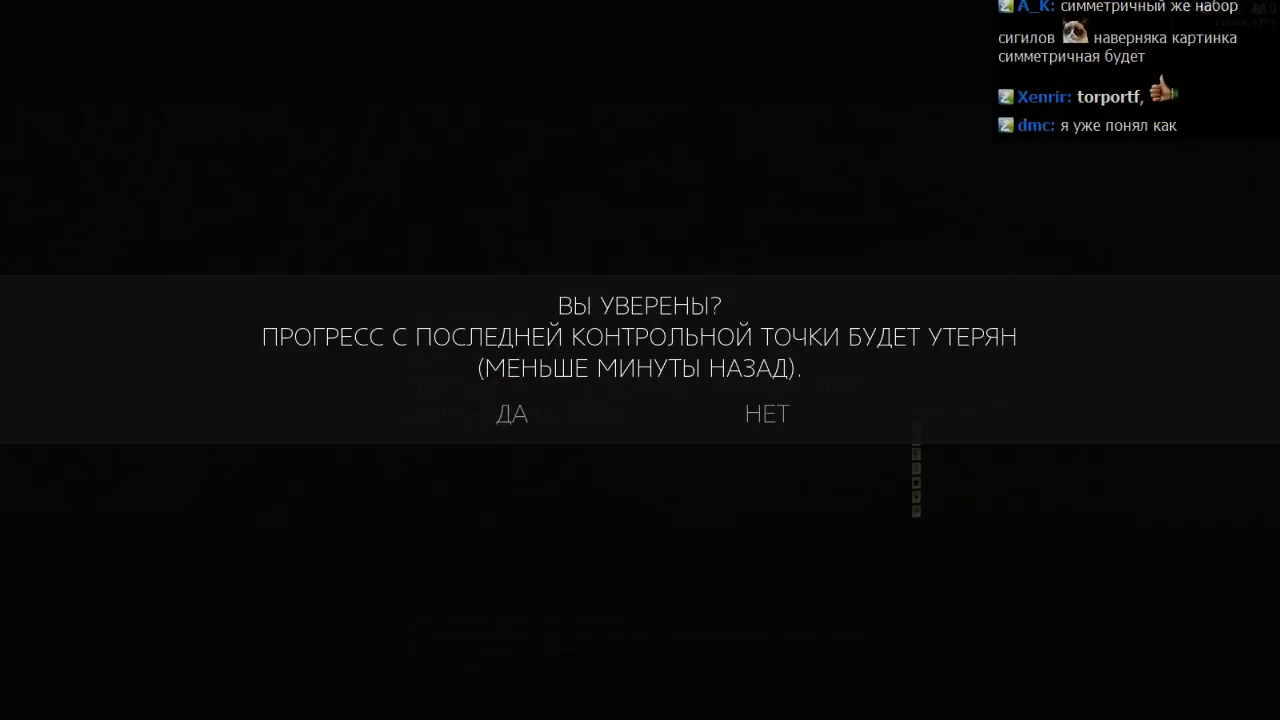 A_K: симметричный же набор
сигилов наверняка картинка
симметричная будет
Xenrir: torportf,
dmc: я уже понял как
ВЫ УВЕРЕНЫ?
ПРОГРЕСС С ПОСЛЕДНЕЙ КОНТРОЛЬНОЙ ТОЧКИ БУДЕТ УТЕРЯН
(МЕНЬШЕ МИНУТЫ НАЗАД).
ДА НЕТ